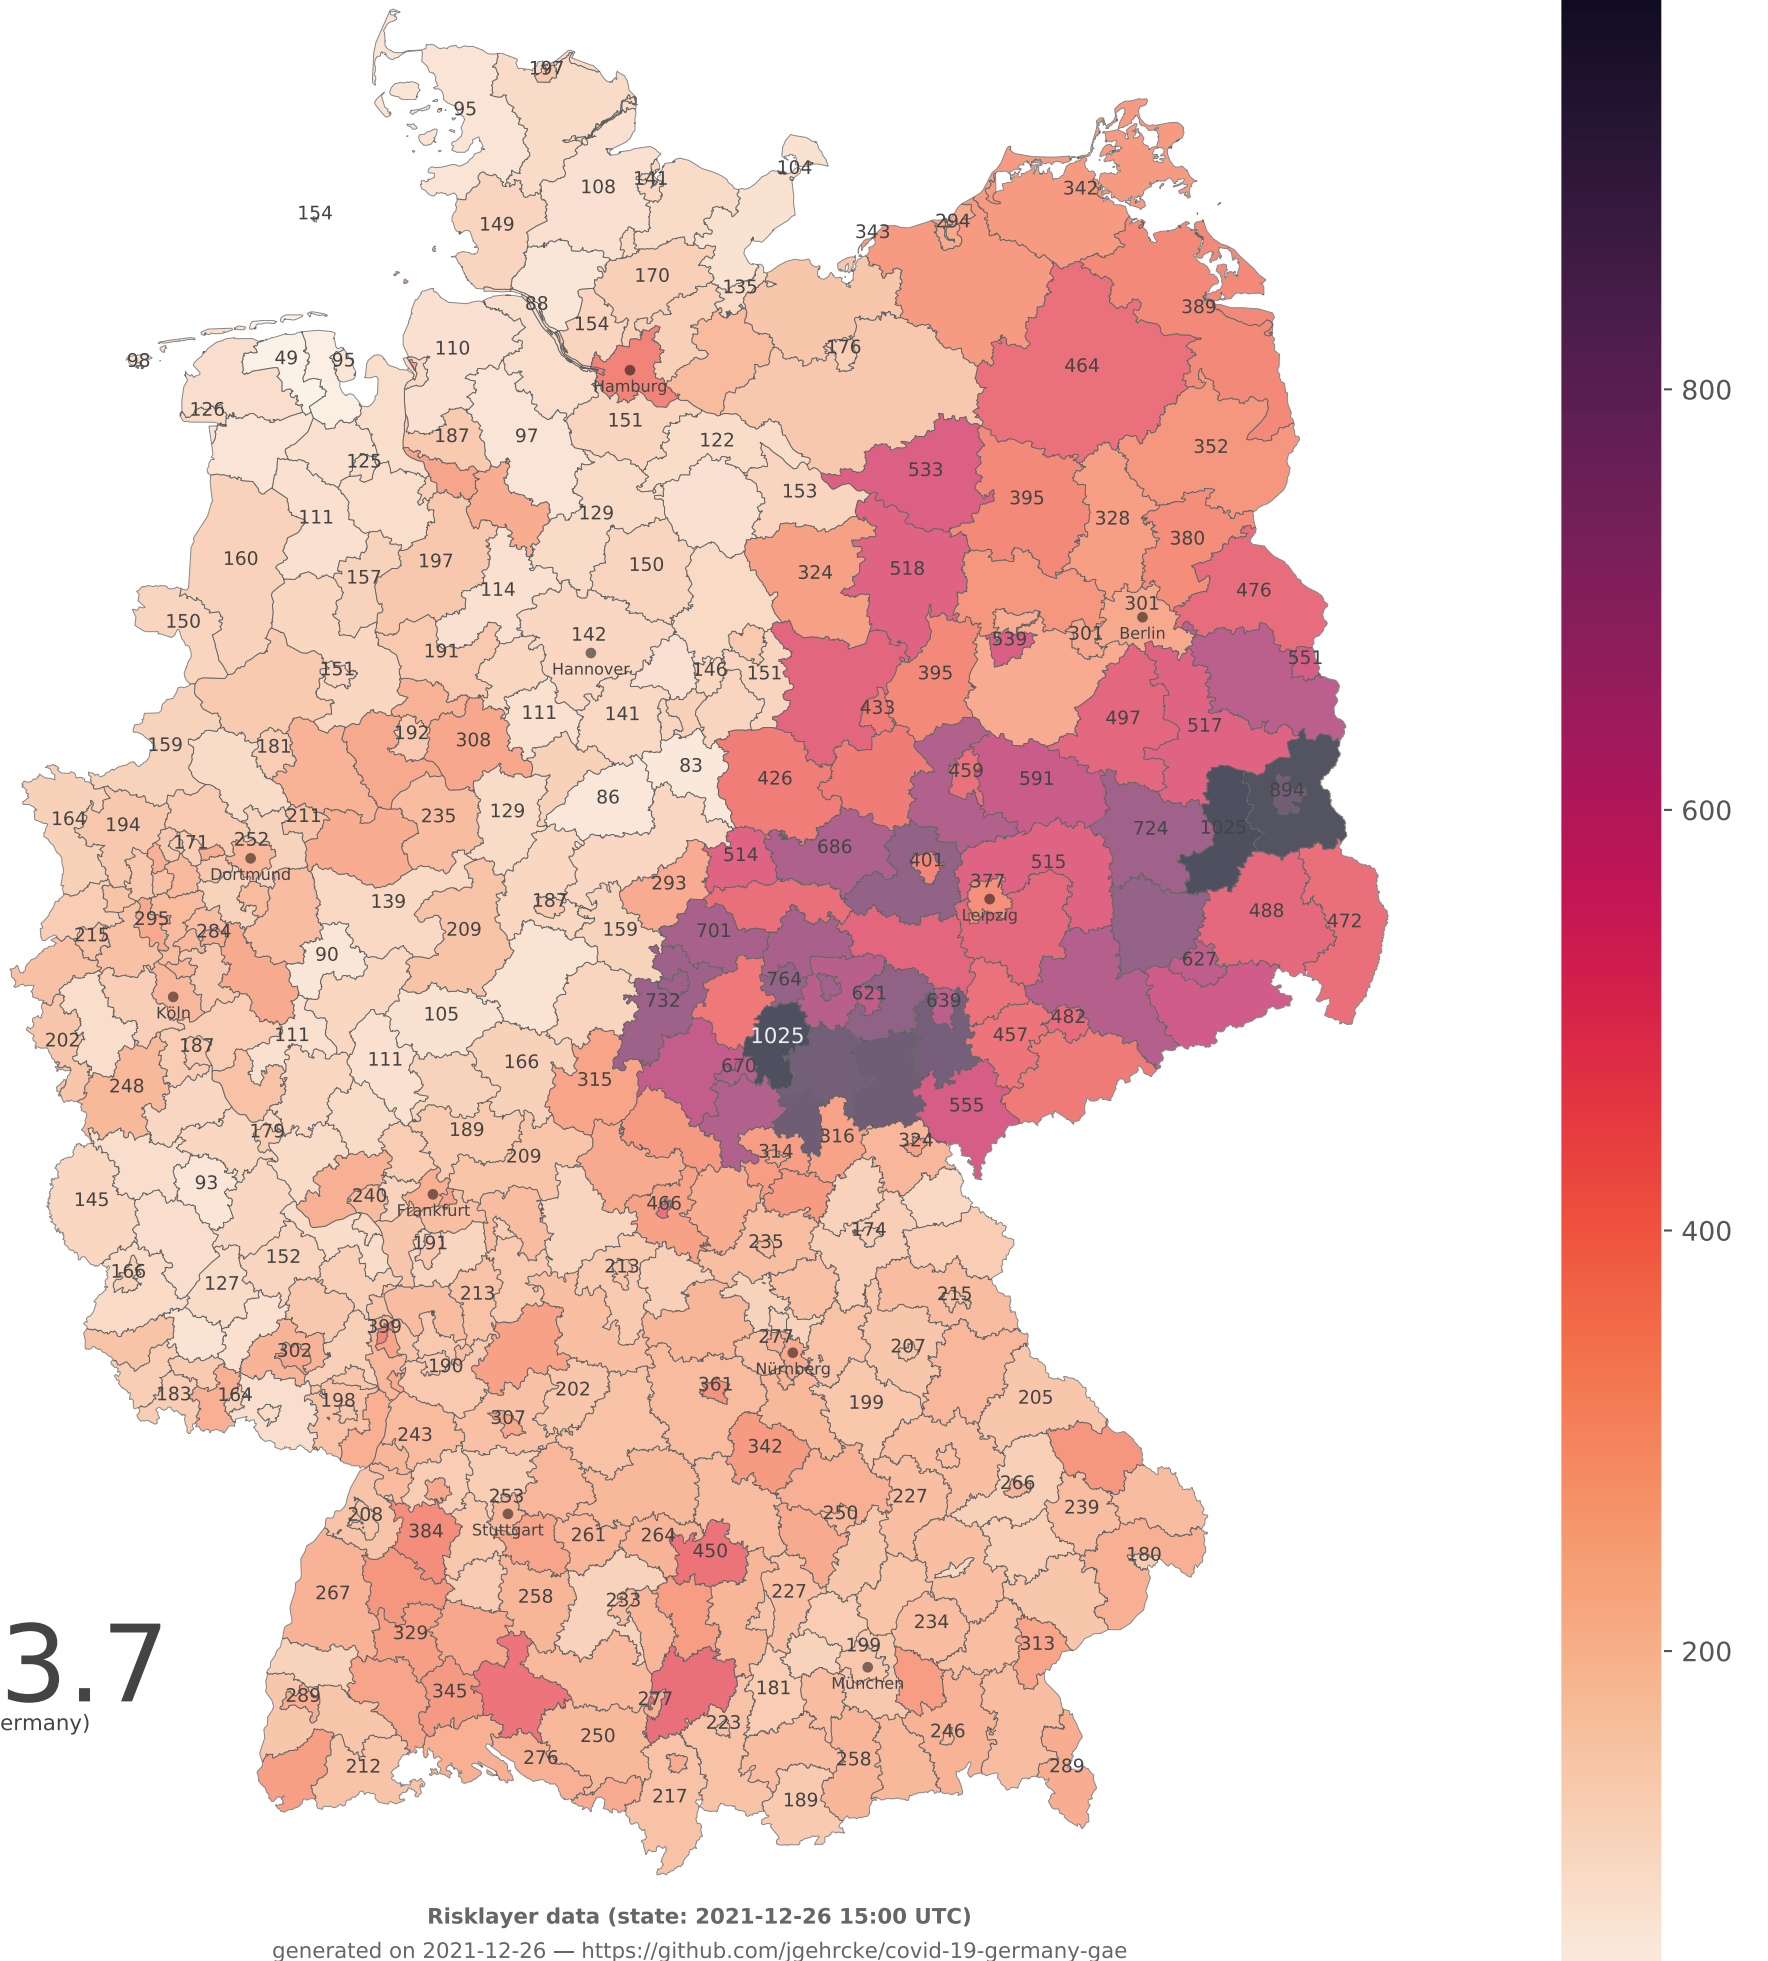 197
95
104
108 141
342
154
149
294
343
170
135
88
389
154
176
98 49 95 110
464
Hamburg
126
151
187 97 122
352
125
533
153 395
111 129 328
380
160 197 150 518
157 324
114 476
150 301
142 Berlin
539 301
191 551
Hannover
151 146 151 395
433
111 141 497
517
192 308
159 181
83
459
426 591
86 894
129
164 194 211 235
724 1025
171 252 686
514 401 515
Dortmund
293 377
139 187
Leipzig
295 488
215 284 209 159 701 472
90
627
764
732 621 639
Köln
105 482
202 111 1025 457
187 111
166 670
248 315
555
179 189
316
324
209 314
93
145 240
466
Frankfurt
174
191 235
152
166 213
127
213 215
399
277
302 207
190 Nürnberg
183 164 198 202 361 205
199
307
243
342
266
253 227 239
208 250
384 Stuttgart 261 264
450
180
267 258 227
233
329 234
199 313
München
289 345 277 181
223
250 246
212 276 258 289
217 189
3.7
ermany)
800
600
400
200
Risklayer data (state: 2021-12-26 15:00 UTC)
generated on 2021-12-26 — https://github.com/jgehrcke/covid-19-germany-gae